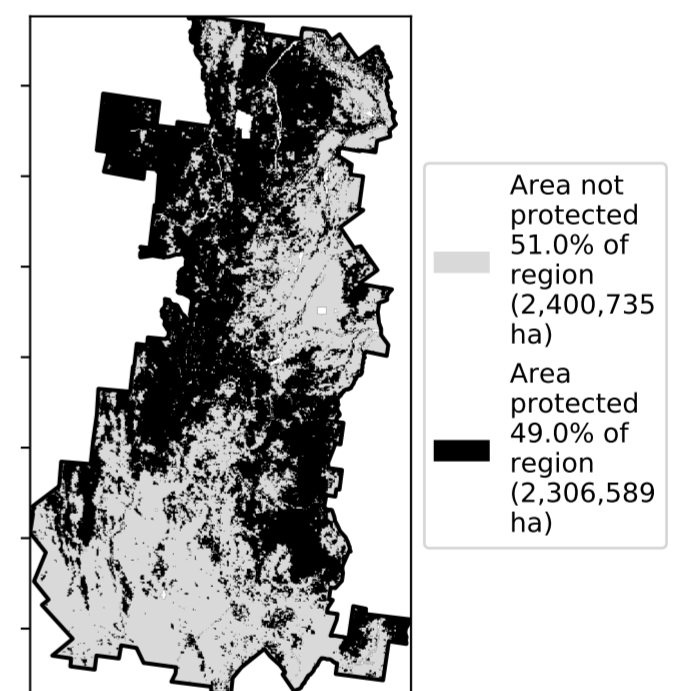 Area not
protected
51.0% of
region
(2,400,735
ha)
Area
protected
49.0% of
region
(2,306,589
ha)